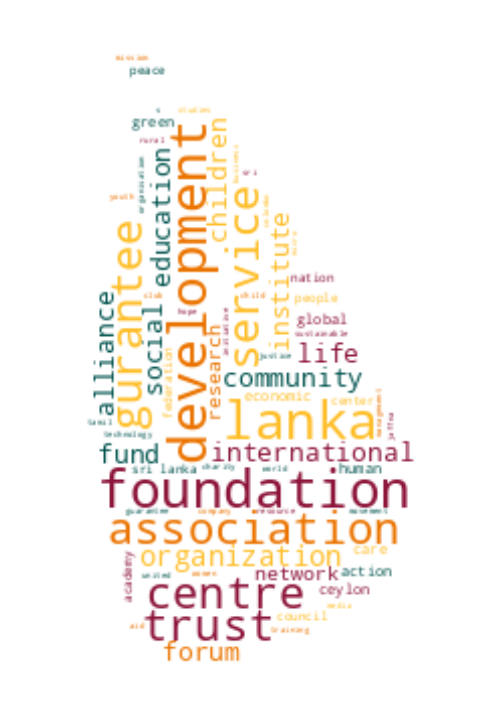 mission
peace
s
studies
green
rural
children
business
development
education
organisation
sri
youth
service
gurantee
institute
nation
alliance
social
club
child
people
hope
global
initiative
sustainable
research
federation
justice
life
community
economic
center
management
jaffna
lanka
tamil
technology
international
fund
sri lanka
charity
world
human
foundation
guarantee
company
resource
movement
association
organization
care
academy
united
women
network
action
centre
ceylon
media
trust
council
aid
training
forum